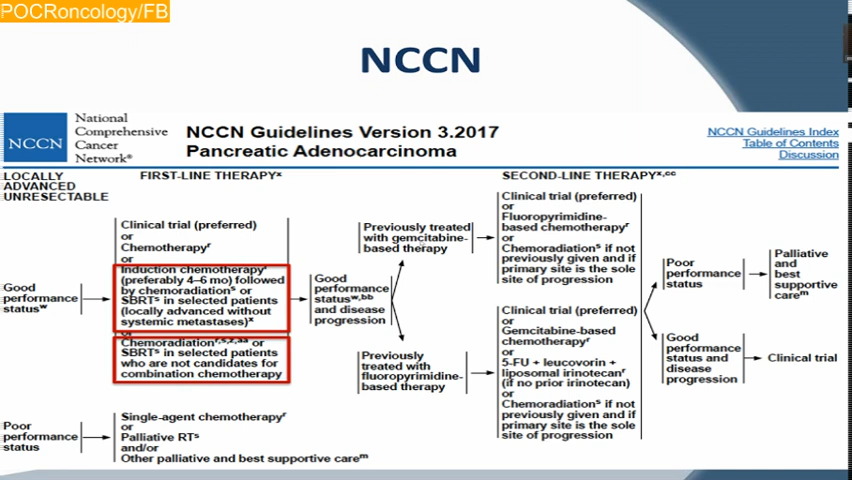 POCRoncology/FB
NCCN
NCCN
National
Comprehensive
Cancer
Network®
NCCN Guidelines Version 3.2017
Pancreatic Adenocarcinoma
NCCN Guidelines Index
Table of Contents
Discussion
LOCALLY
ADVANCED
UNRESECTABLE
FIRST-LINE THERAPYˣ
SECOND-LINE THERAPYˣ,ᶜᶜ
Good
performance
statusʷ
Clinical trial (preferred)
or
Chemotherapyʳ
or
Induction chemotherapyʳ
(preferably 4–6 mo) followed
by chemoradiationˢ or
SBRTˢ in selected patients
(locally advanced without
systemic metastases)ˣ
or
Chemoradiationʳ,ˢ,ᶻ,ᵃᵃ or
SBRTˢ in selected patients
who are not candidates for
combination chemotherapy
Good
performance
statusʷ,ᵇᵇ
and disease
progression
Previously treated
with gemcitabine-
based therapy
Clinical trial (preferred)
or
Fluoropyrimidine-
based chemotherapyʳ
or
Chemoradiationˢ if not
previously given and if
primary site is the sole
site of progression
Previously
treated with
fluoropyrimidine-
based therapy
Clinical trial (preferred)
or
Gemcitabine-based
chemotherapyʳ
or
5-FU + leucovorin +
liposomal irinotecanʳ
(if no prior irinotecan)
or
Chemoradiationˢ if not
previously given and if
primary site is the sole
site of progression
Poor
performance
status
Palliative
and
best
supportive
careᵐ
Good
performance
status and
disease
progression
Clinical trial
Poor
performance
status
Single-agent chemotherapyʳ
or
Palliative RTˢ
and/or
Other palliative and best supportive careᵐ